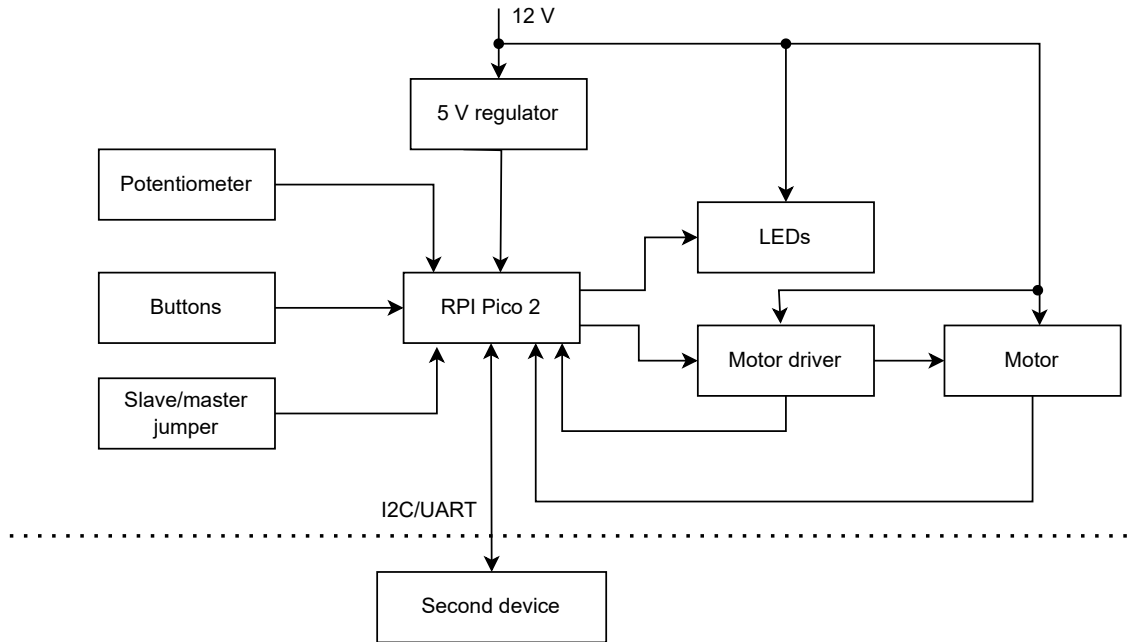 12 V
5 V regulator
Potentiometer
LEDs
Buttons
RPI Pico 2
Motor driver
Motor
Slave/master
jumper
I2C/UART
Second device